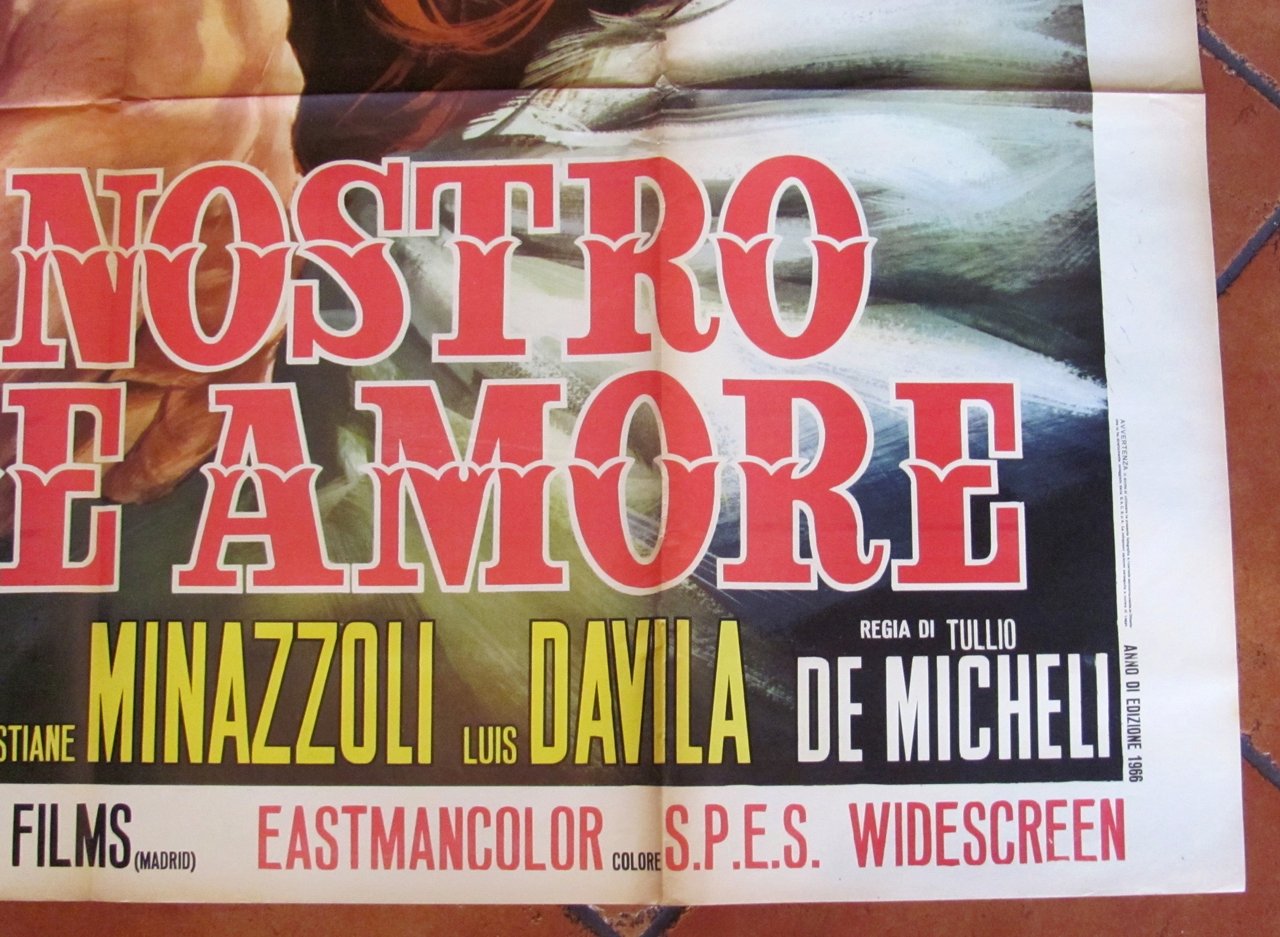 NOSTRO
E AMORE
STIANE MINAZZOLI LUIS DAVILA
REGIA DI TULLIO
DE MICHELI
FILMS (MADRID) EASTMANCOLOR COLORE S.P.E.S. WIDESCREEN
AVVERTENZA
ANNO DI EDIZIONE 1966